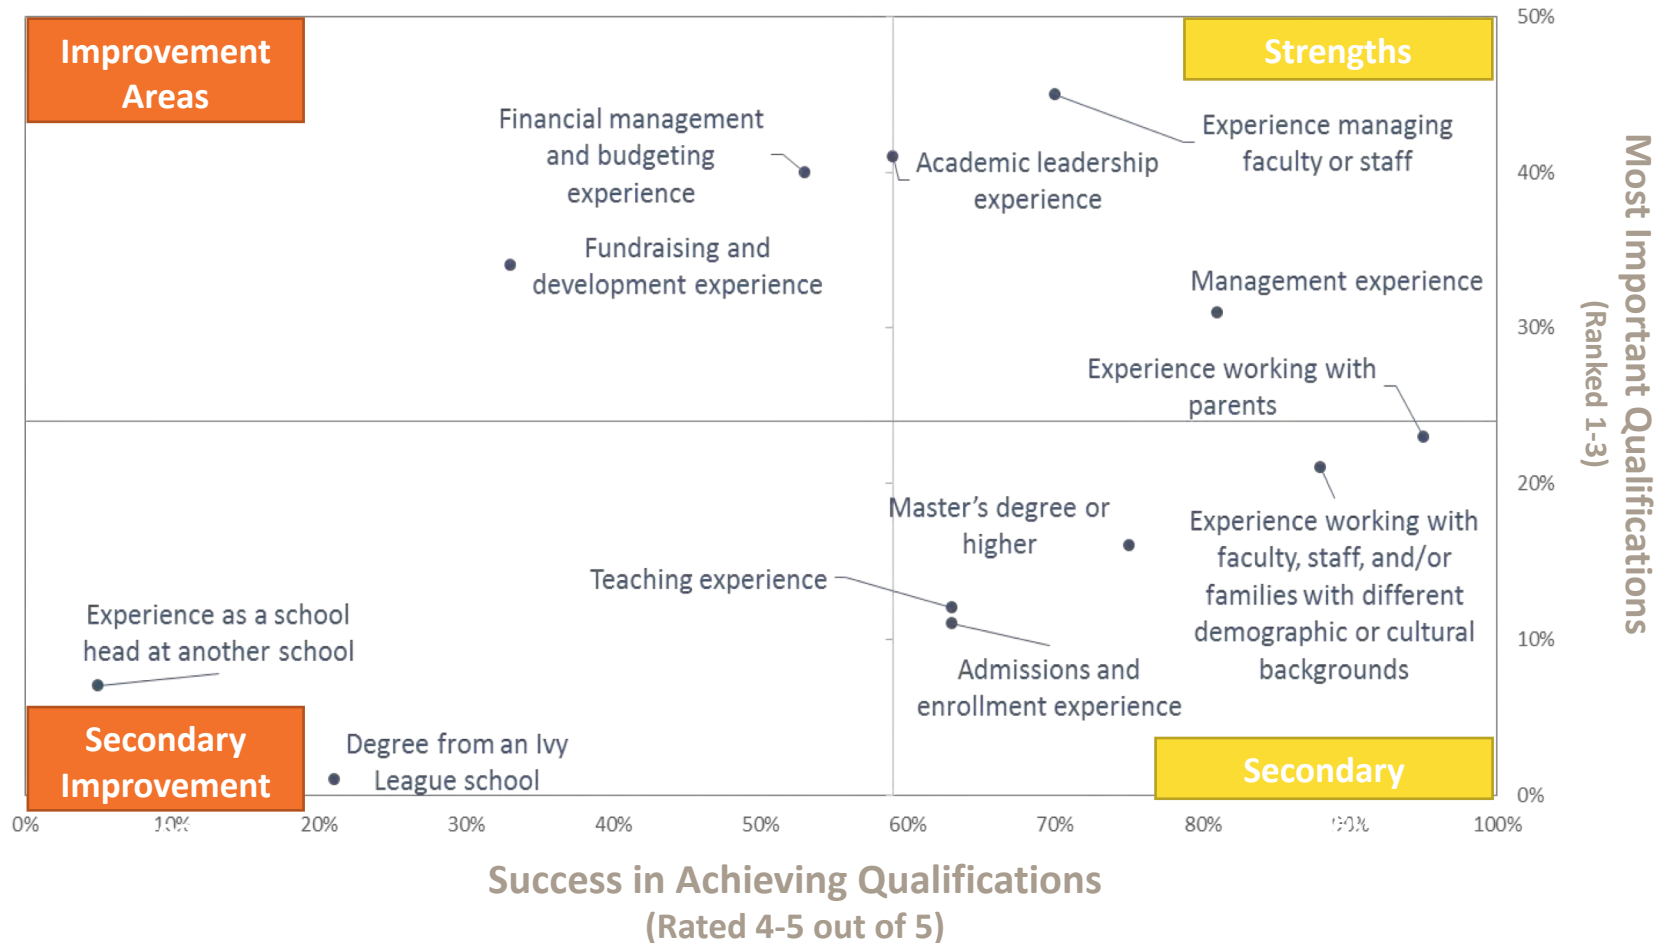 Improvement
Areas
Strengths
50%
Financial management
and budgeting
experience
Experience managing
faculty or staff
Academic leadership
experience
40%
Fundraising and
development experience
Management experience
30%
Experience working with
parents
20%
Master’s degree or
higher
Experience working with
faculty, staff, and/or
families with different
demographic or cultural
backgrounds
Teaching experience
Experience as a school
head at another school
10%
Admissions and
enrollment experience
Secondary
Improvement
Degree from an Ivy
League school
Secondary
0%
0%
10%
20%
30%
40%
50%
60%
70%
80%
90%
100%
Success in Achieving Qualifications
(Rated 4-5 out of 5)
Most Important Qualifications
(Ranked 1-3)